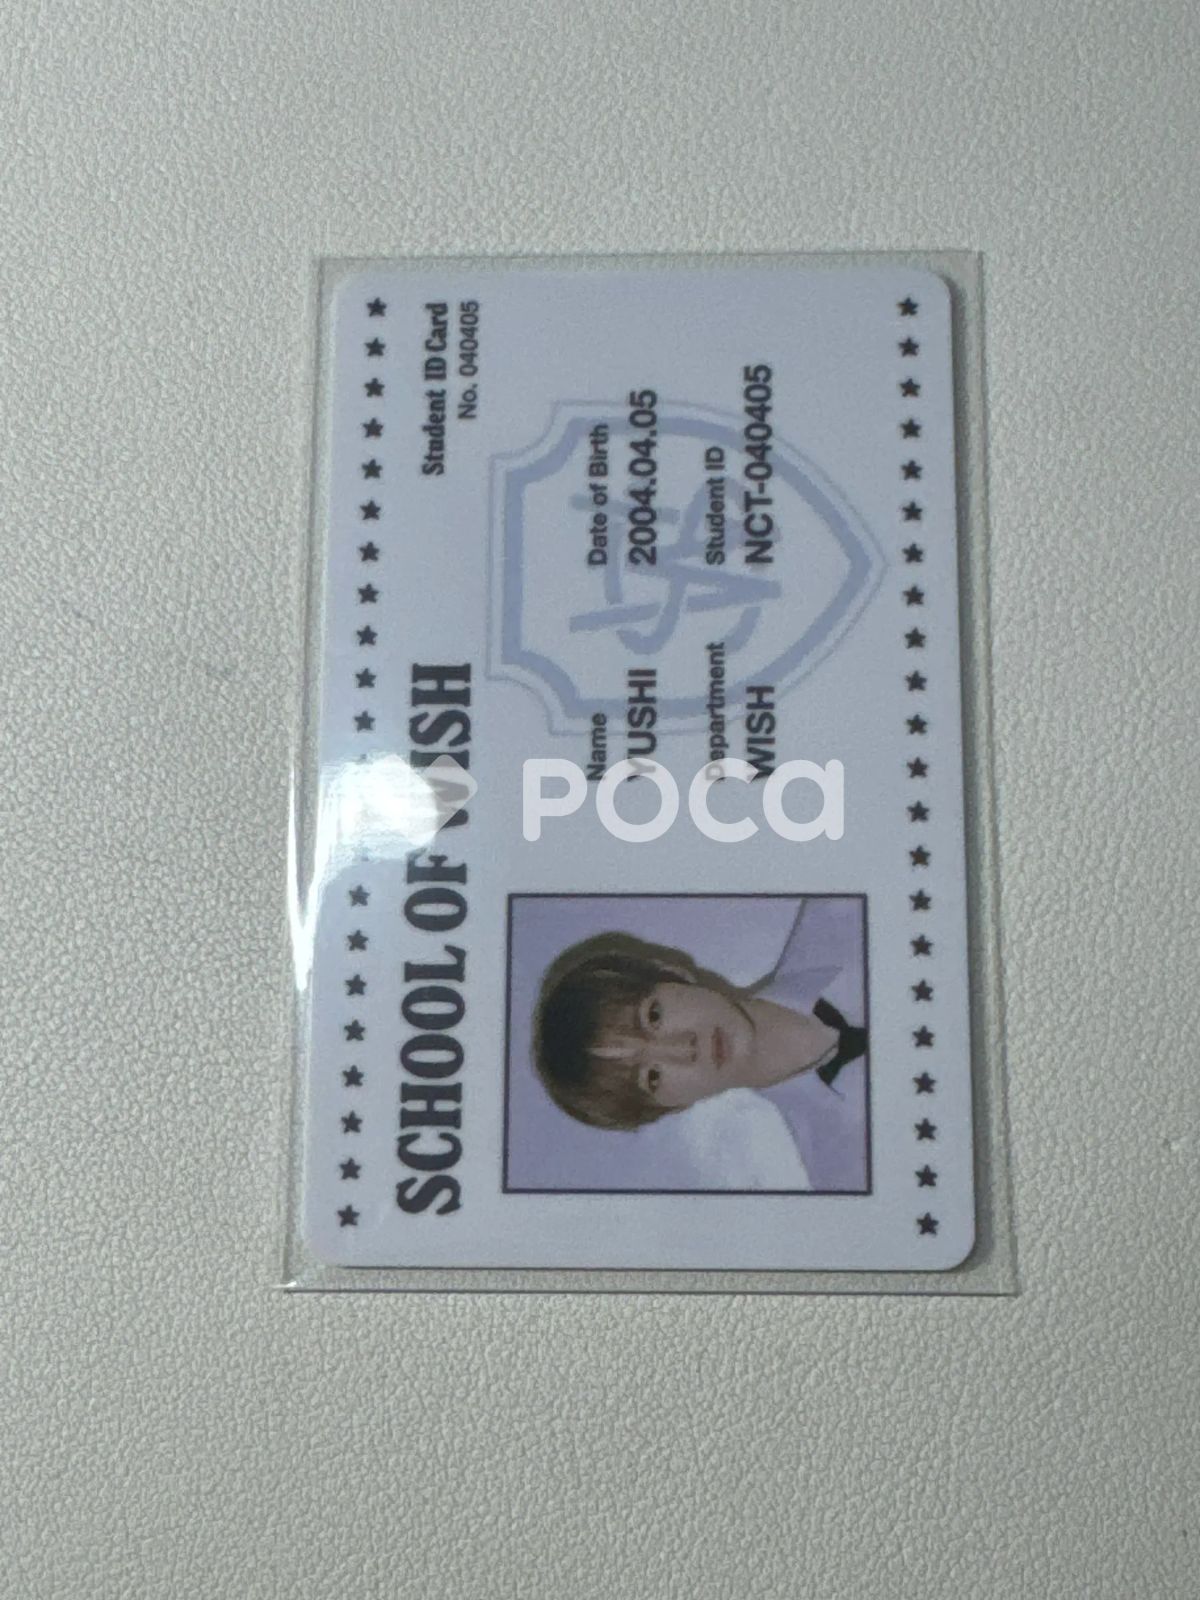 SCHOOL OF WISH
Student ID Card
No. 040405
Name
YUSHI
Date of Birth
2004.04.05
Department
WISH
Student ID
NCT-040405
POCA